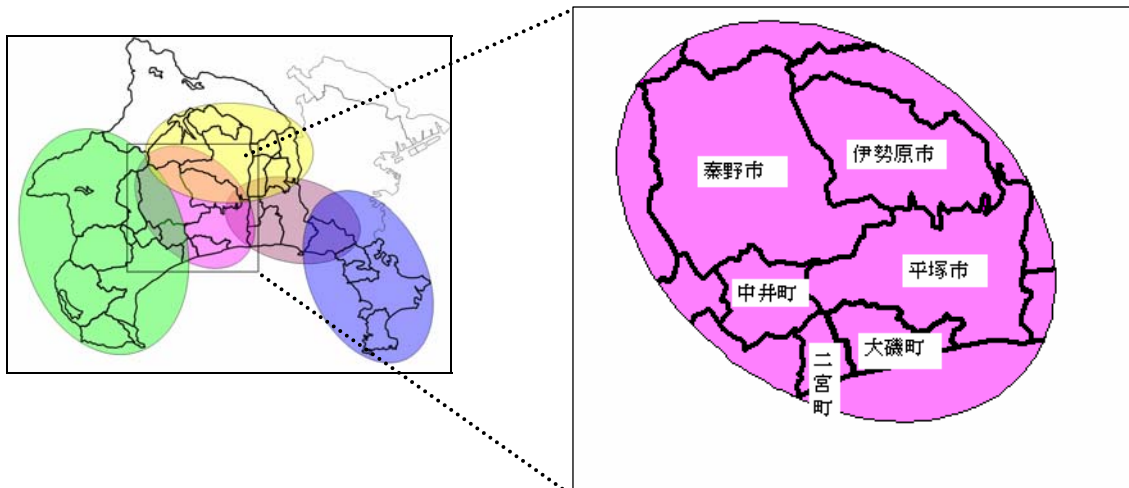 伊勢原市
秦野市
平塚市
中井町
大磯町
二宮町